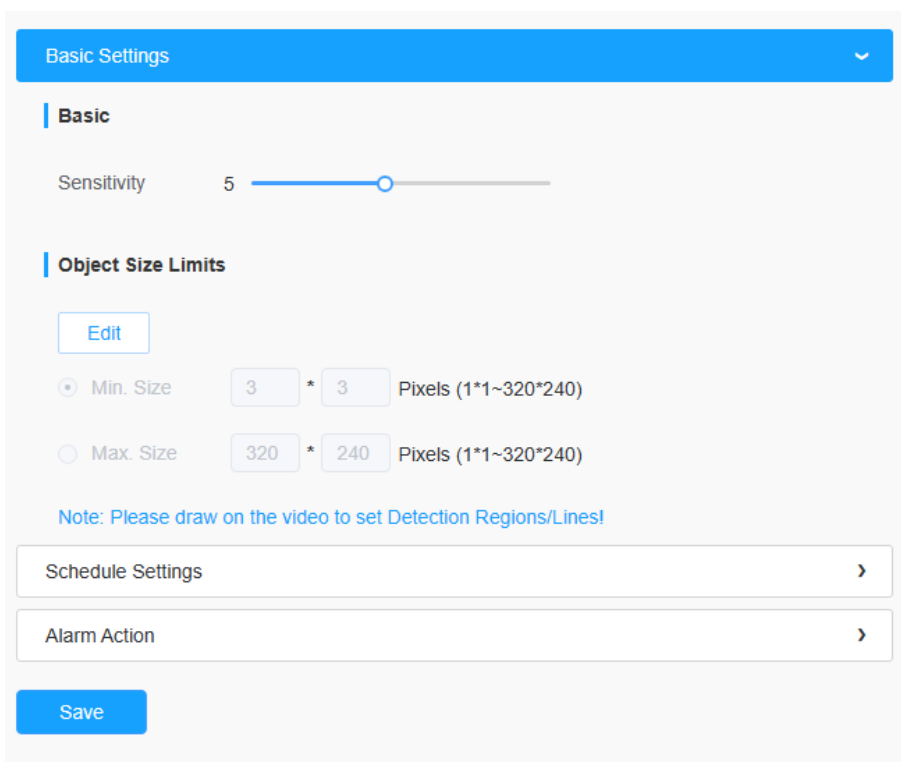 Basic Settings
Basic
Sensitivity 5
Object Size Limits
Edit
Min. Size 3 * 3 Pixels (1*1~320*240)
Max. Size 320 * 240 Pixels (1*1~320*240)
Note: Please draw on the video to set Detection Regions/Lines!
Schedule Settings
Alarm Action
Save